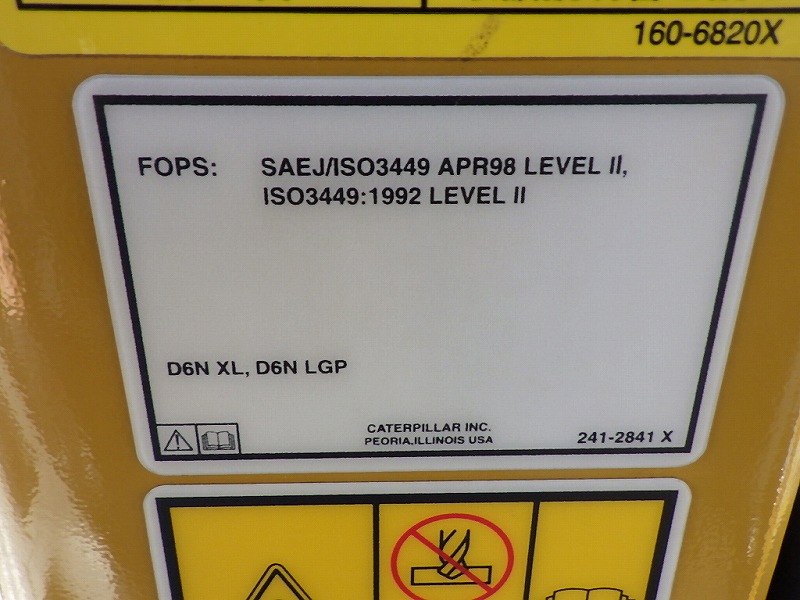 160-6820X
FOPS: SAEJ/ISO3449 APR98 LEVEL II,
ISO3449:1992 LEVEL II
D6N XL, D6N LGP
CATERPILLAR INC.
PEORIA,ILLINOIS USA
241-2841 X